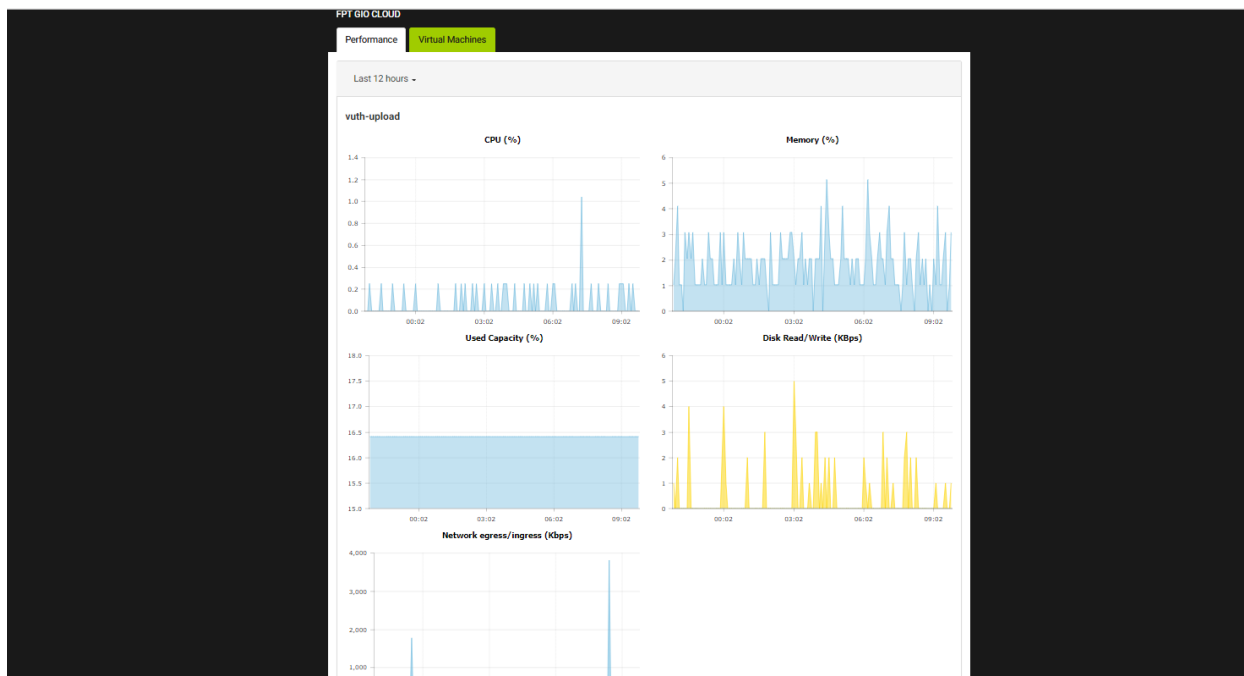 FPT GIO CLOUD
Performance
Virtual Machines
Last 12 hours
vuth-upload
CPU (%)
1.4
1.2
1.0
0.8
0.6
0.4
0.2
0.0
00:02 03:02 06:02 09:02
Memory (%)
6
5
4
3
2
1
0
00:02 03:02 06:02 09:02
Used Capacity (%)
18.0
17.5
17.0
16.5
16.0
15.5
15.0
00:02 03:02 06:02 09:02
Disk Read/Write (KBps)
6
5
4
3
2
1
0
00:02 03:02 06:02 09:02
Network egress/ingress (Kbps)
4,000
3,000
2,000
1,000